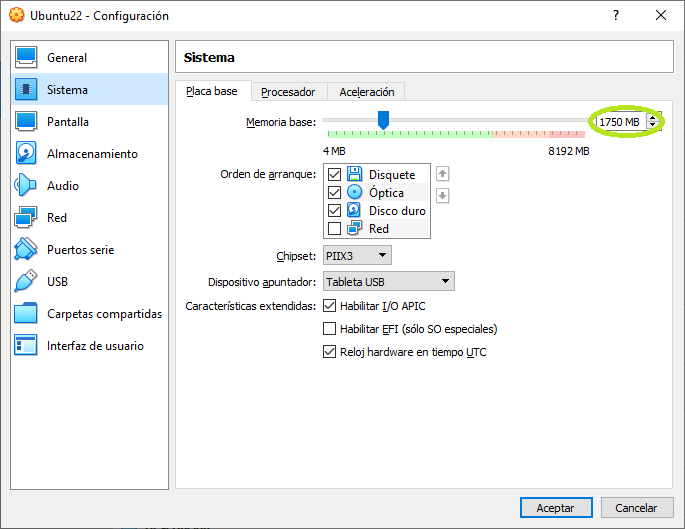 Ubuntu22 - Configuración
?
General
Sistema
Pantalla
Almacenamiento
Audio
Red
Puertos serie
USB
Carpetas compartidas
Interfaz de usuario
Sistema
Placa base Procesador Aceleración
Memoria base: 1750 MB
4 MB 8192 MB
Orden de arranque: Disquete
Óptica
Disco duro
Red
Chipset: PIIX3
Dispositivo apuntador: Tableta USB
Características extendidas: Habilitar I/O APIC
Habilitar EFI (sólo SO especiales)
Reloj hardware en tiempo UTC
Aceptar Cancelar